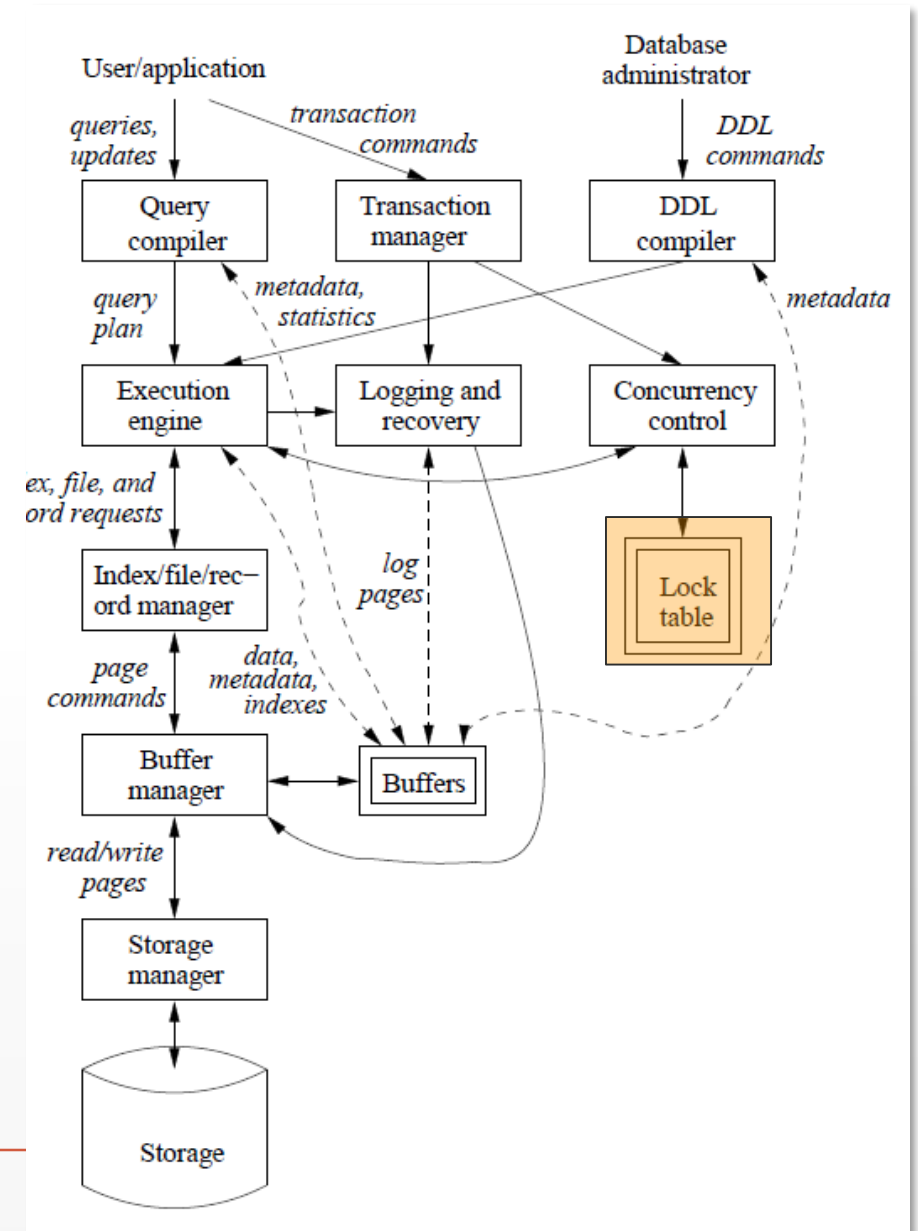 User/application
Database
administrator
queries,
updates
transaction
commands
DDL
commands
Query
compiler
Transaction
manager
DDL
compiler
query
plan
metadata,
statistics
metadata
Execution
engine
Logging and
recovery
Concurrency
control
ex, file, and
ord requests
Index/file/rec−
ord manager
log
pages
Lock
table
page
commands
data,
metadata,
indexes
Buffer
manager
Buffers
read/write
pages
Storage
manager
Storage